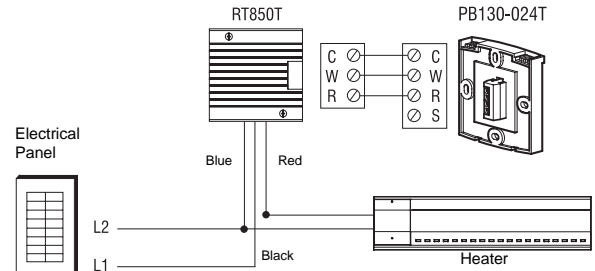 RT850T
PB130-024T
C C
W W
R R
S
Electrical
Panel
Blue
Red
L2
L1
Black
Heater